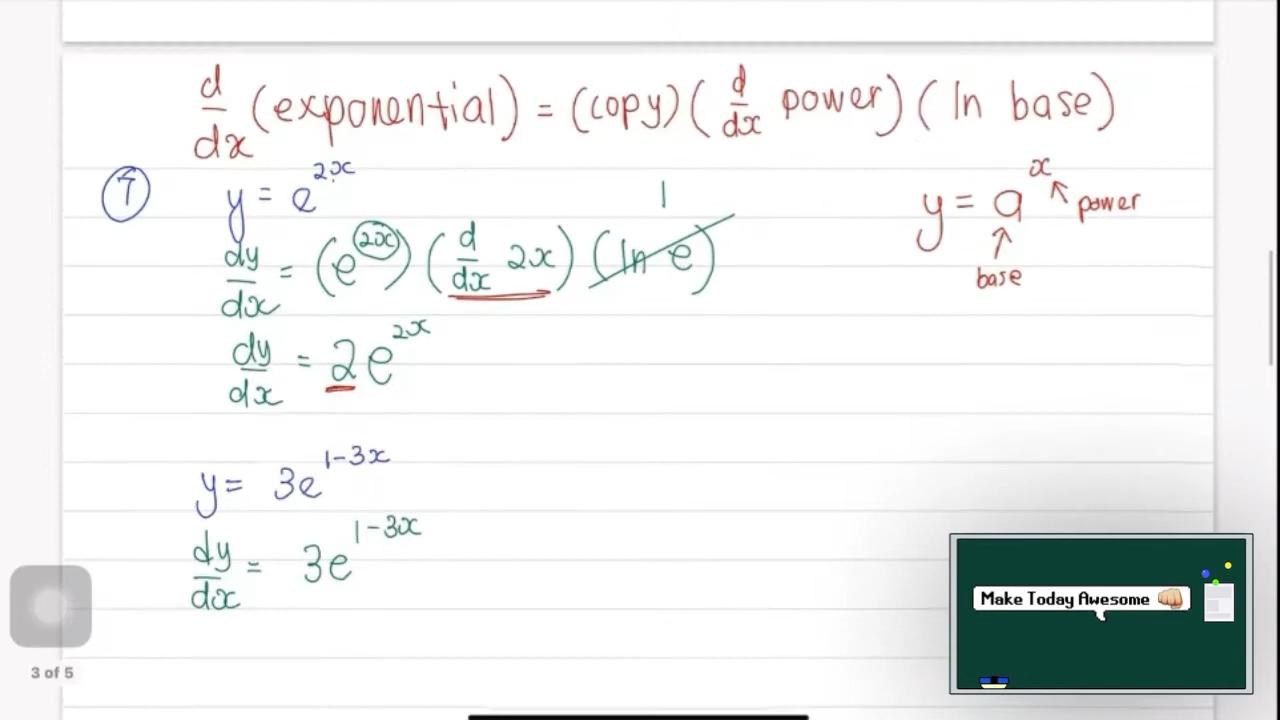 d/dx (exponential) = (copy) (d/dx power) (ln base)
7 y = e^{2x}
dy/dx = (e^{2x}) (d/dx 2x) (ln e) 1
dy/dx = 2e^{2x}
y = a^x power
base
y = 3e^{1-3x}
dy/dx = 3e^{1-3x}
Make Today Awesome 👊
3 of 5